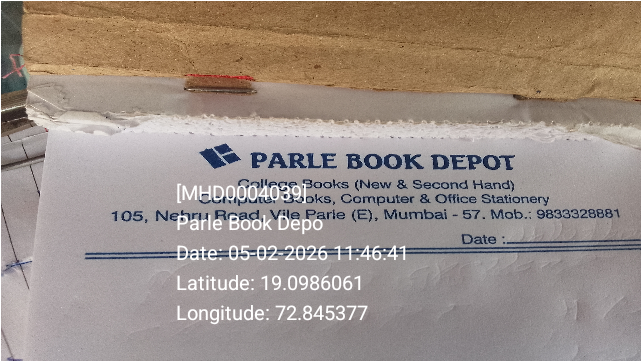 PARLE BOOK DEPOT
College Books (New & Second Hand)
Computer Books, Computer & Office Stationery
105, Nehru Road, Vile Parle (E), Mumbai - 57. Mob.: 9833328881
Date :
[MHD0004039]
Parle Book Depo
Date: 05-02-2026 11:46:41
Latitude: 19.0986061
Longitude: 72.845377